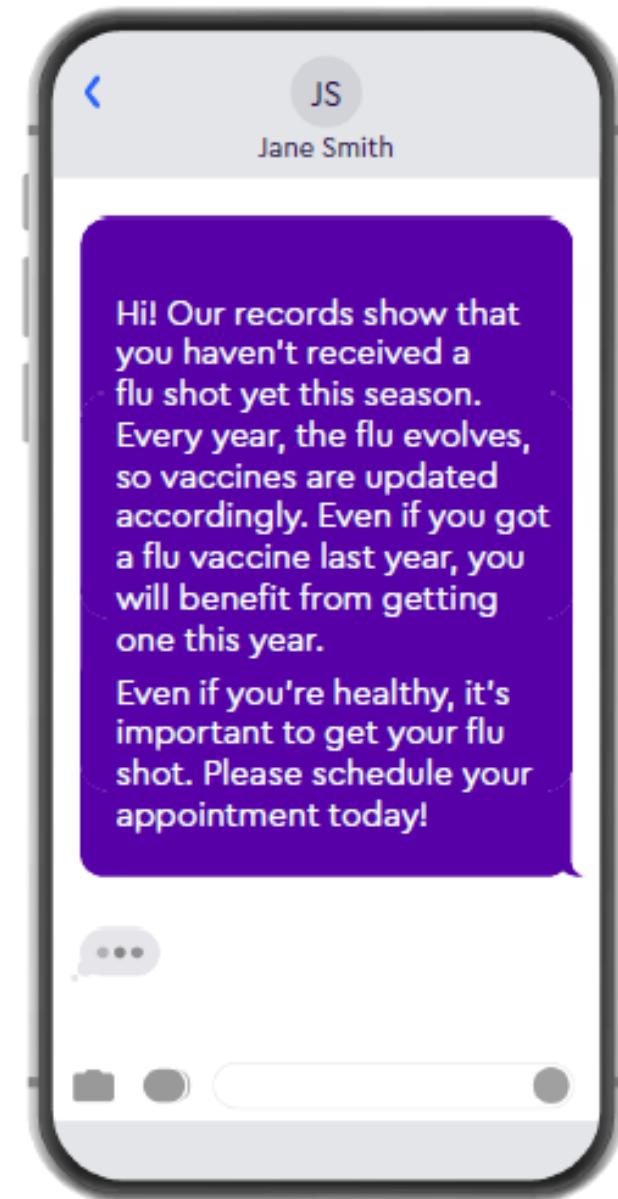 JS
Jane Smith
Hi! Our records show that
you haven't received a
flu shot yet this season.
Every year, the flu evolves,
so vaccines are updated
accordingly. Even if you got
a flu vaccine last year, you
will benefit from getting
one this year.
Even if you're healthy, it's
important to get your flu
shot. Please schedule your
appointment today!